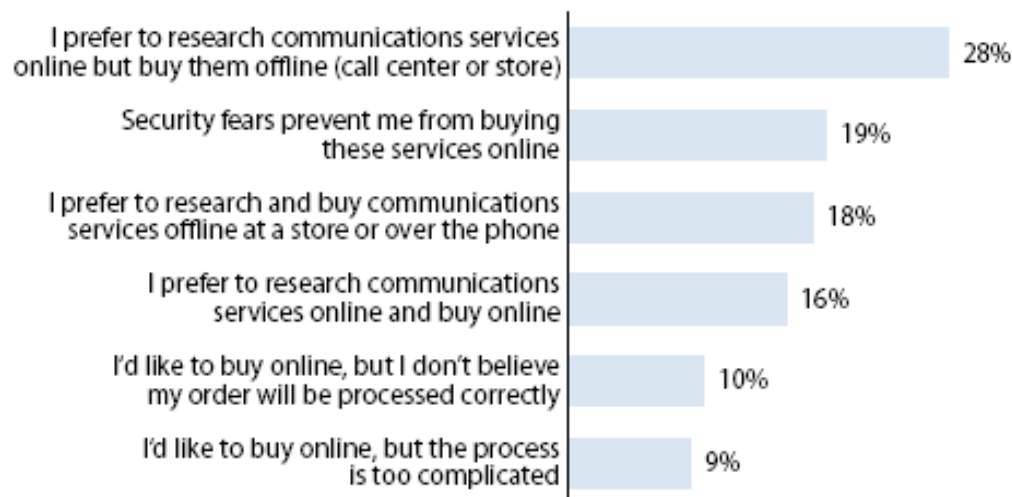 I prefer to research communications services
online but buy them offline (call center or store)
28%
Security fears prevent me from buying
these services online
19%
I prefer to research and buy communications
services offline at a store or over the phone
18%
I prefer to research communications
services online and buy online
16%
I'd like to buy online, but I don't believe
my order will be processed correctly
10%
I'd like to buy online, but the process
is too complicated
9%